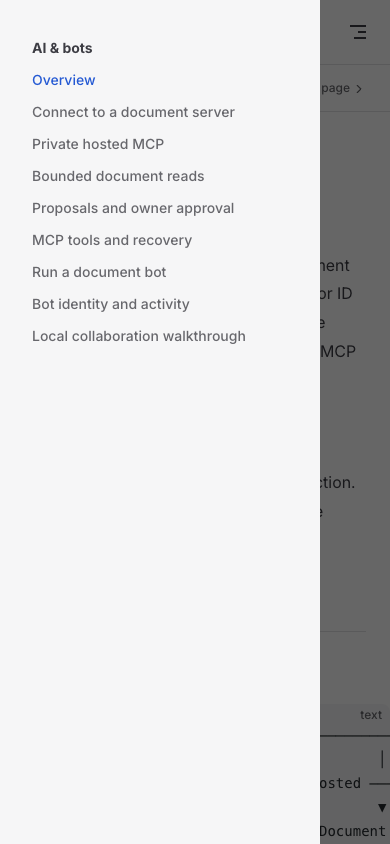 AI & bots
Overview
page
Connect to a document server
Private hosted MCP
Bounded document reads
Proposals and owner approval
MCP tools and recovery
ment
Run a document bot
or ID
Bot identity and activity
e
Local collaboration walkthrough
MCP
ction.
e
text
osted
Document